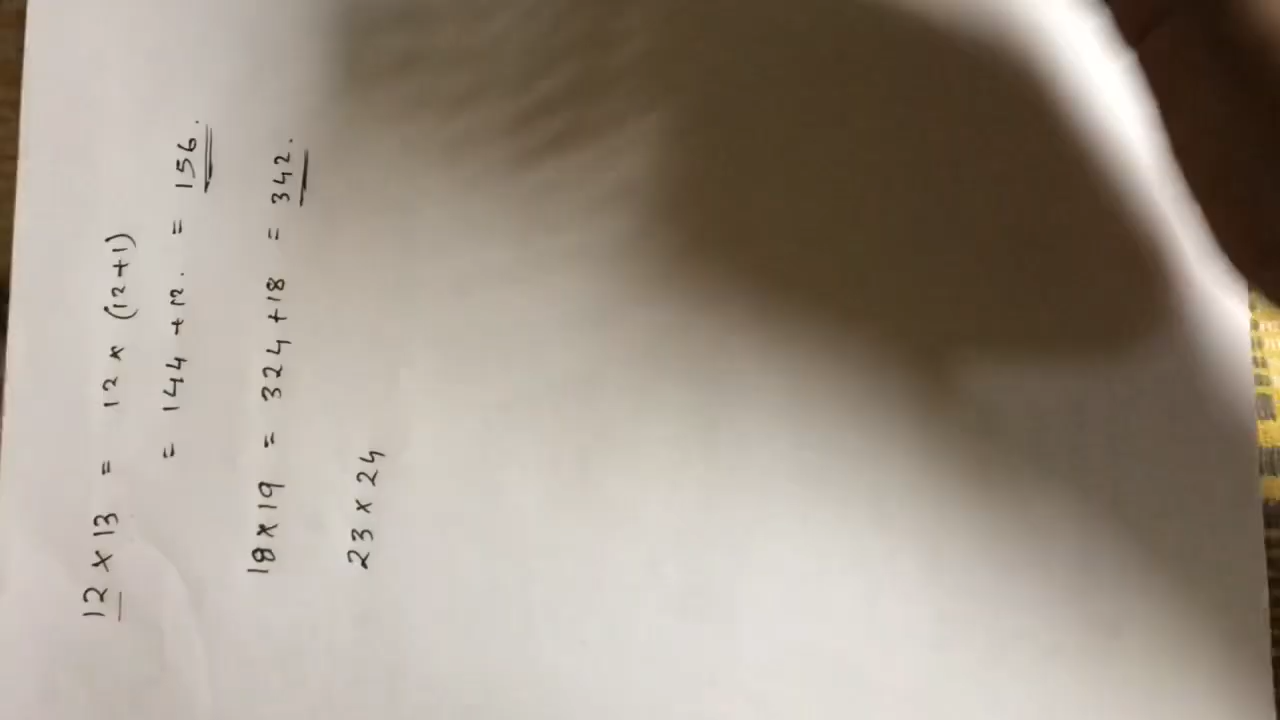 12 x 13 = 12 x (12+1)
= 144 + 12. = 156.
18 x 19 = 324 + 18 = 342.
23 x 24